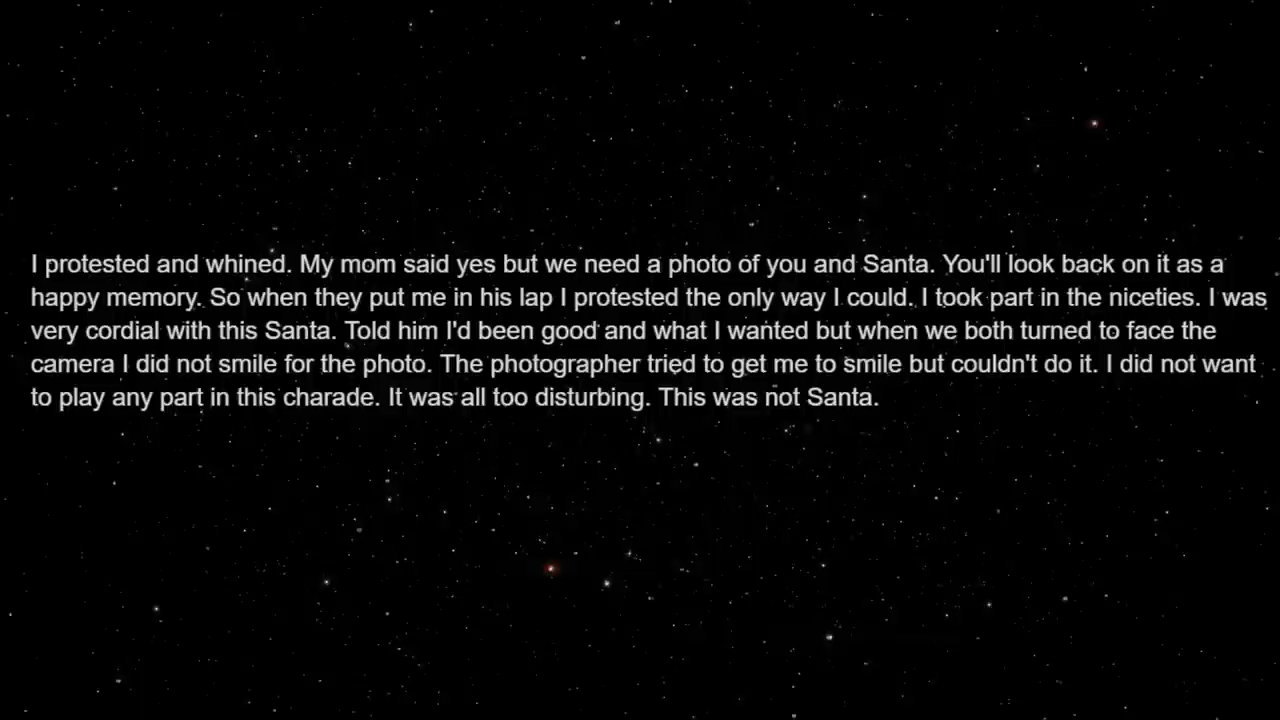 I protested and whined. My mom said yes but we need a photo of you and Santa. You'll look back on it as a
happy memory. So when they put me in his lap I protested the only way I could. I took part in the niceties. I was
very cordial with this Santa. Told him I'd been good and what I wanted but when we both turned to face the
camera I did not smile for the photo. The photographer tried to get me to smile but couldn't do it. I did not want
to play any part in this charade. It was all too disturbing. This was not Santa.